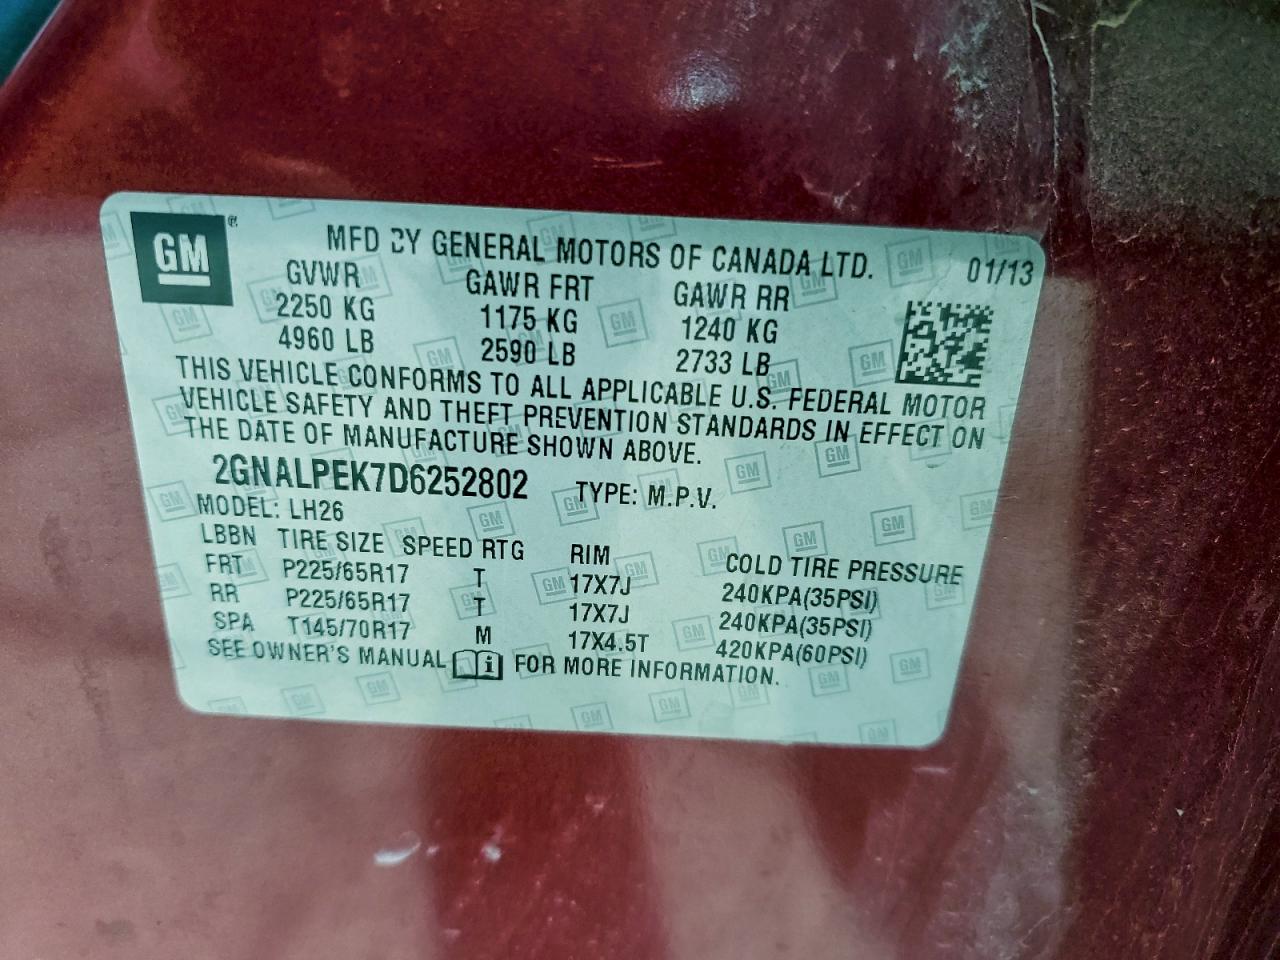 GM® MFD BY GENERAL MOTORS OF CANADA LTD. 01/13
GVWR GAWR FRT GAWR RR
2250 KG 1175 KG 1240 KG
4960 LB 2590 LB 2733 LB
THIS VEHICLE CONFORMS TO ALL APPLICABLE U.S. FEDERAL MOTOR
VEHICLE SAFETY AND THEFT PREVENTION STANDARDS IN EFFECT ON
THE DATE OF MANUFACTURE SHOWN ABOVE.
2GNALPEK7D6252802 TYPE: M.P.V.
MODEL: LH26
LBBN TIRE SIZE SPEED RTG RIM COLD TIRE PRESSURE
FRT P225/65R17 T 17X7J 240KPA(35PSI)
RR P225/65R17 T 17X7J 240KPA(35PSI)
SPA T145/70R17 M 17X4.5T 420KPA(60PSI)
SEE OWNER'S MANUAL FOR MORE INFORMATION.